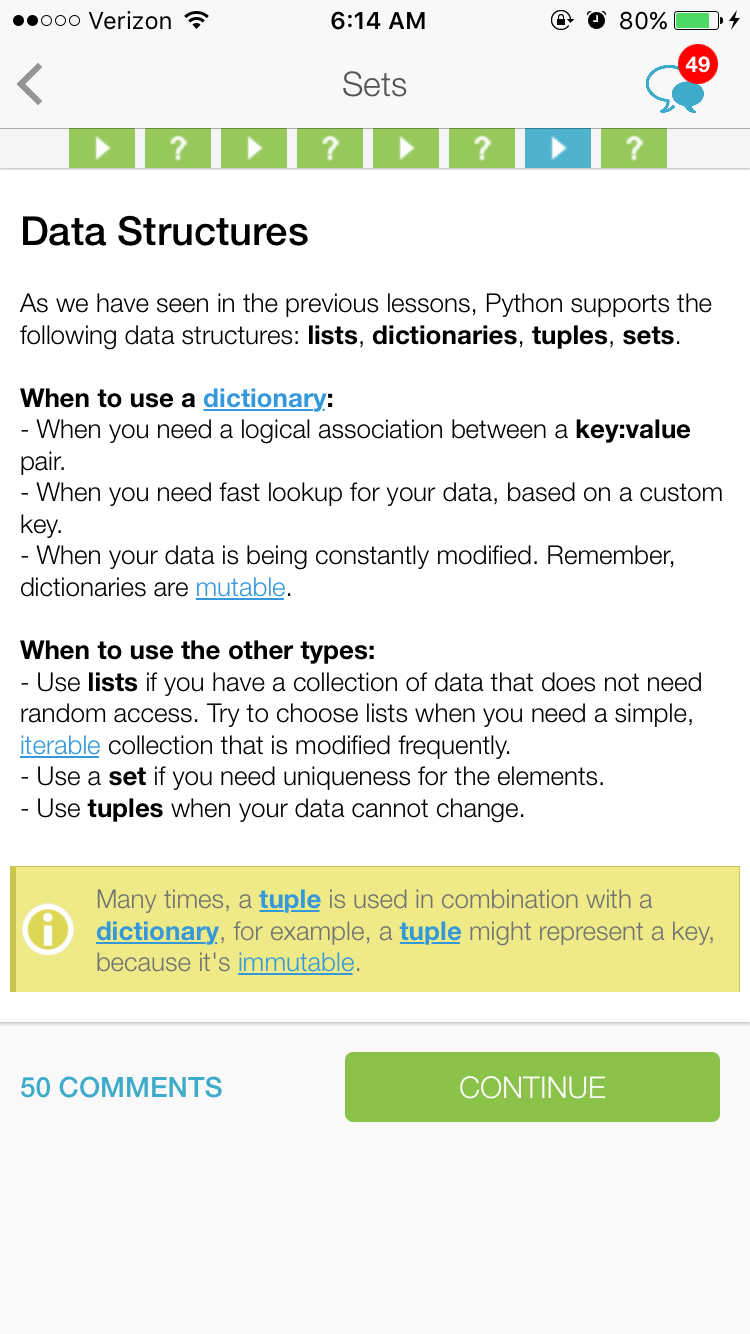 Verizon 6:14 AM 80%
Sets 49
? ? ? ?
Data Structures
As we have seen in the previous lessons, Python supports the
following data structures: lists, dictionaries, tuples, sets.
When to use a dictionary:
- When you need a logical association between a key:value
pair.
- When you need fast lookup for your data, based on a custom
key.
- When your data is being constantly modified. Remember,
dictionaries are mutable.
When to use the other types:
- Use lists if you have a collection of data that does not need
random access. Try to choose lists when you need a simple,
iterable collection that is modified frequently.
- Use a set if you need uniqueness for the elements.
- Use tuples when your data cannot change.
Many times, a tuple is used in combination with a
dictionary, for example, a tuple might represent a key,
because it's immutable.
50 COMMENTS CONTINUE